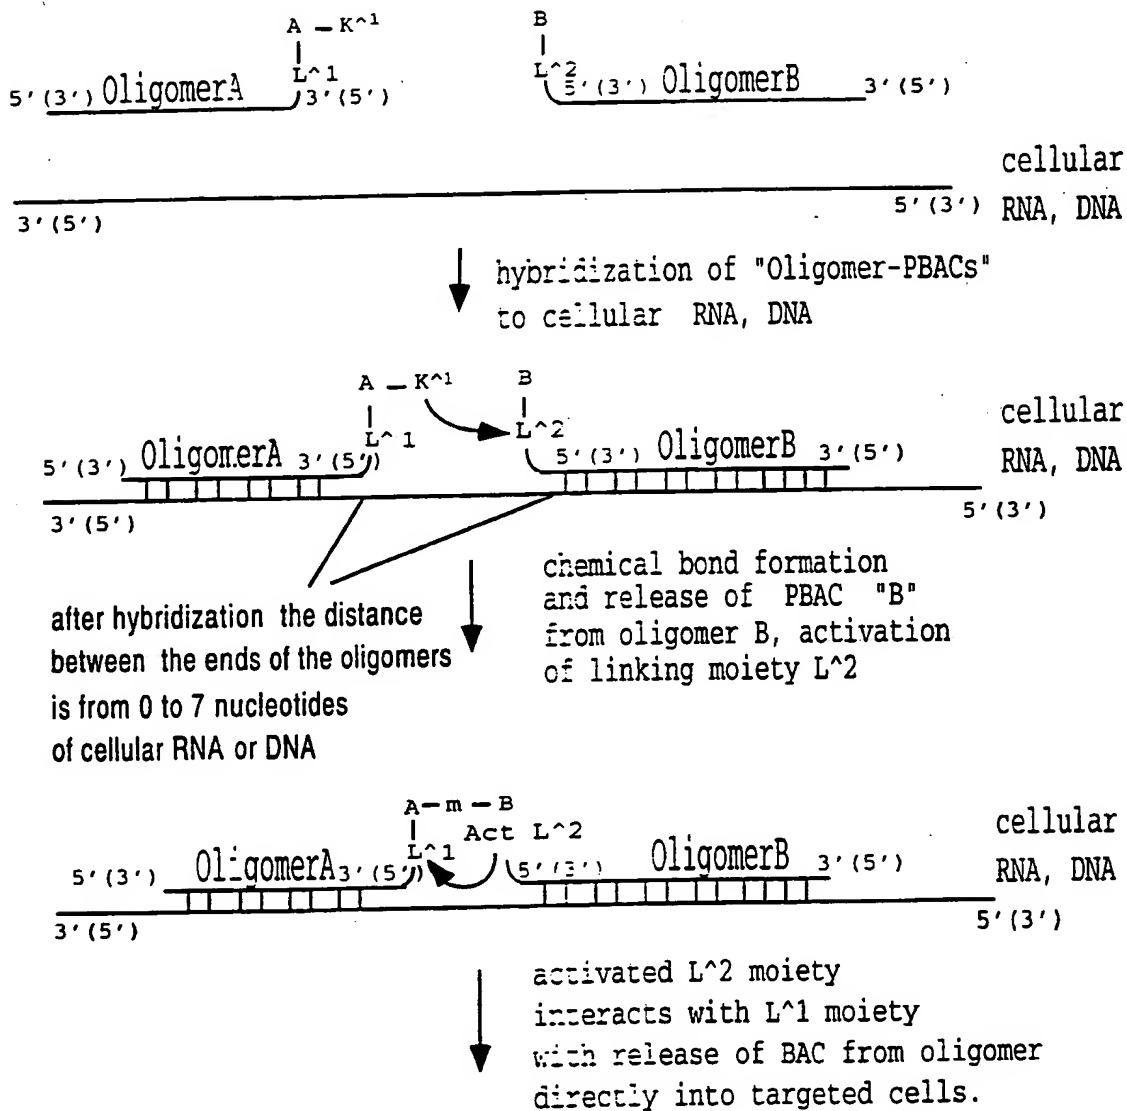 A – K^1
B
L^1
L^2
5'(3') OligomerA 3'(5')
5'(3') OligomerB 3'(5')
cellular
RNA, DNA
3'(5')
5'(3')
hybridization of "Oligomer-PBACs"
to cellular RNA, DNA
A – K^1
B
L^1
L^2
cellular
RNA, DNA
5'(3') OligomerA 3'(5')
5'(3') OligomerB 3'(5')
3'(5')
5'(3')
after hybridization the distance
between the ends of the oligomers
is from 0 to 7 nucleotides
of cellular RNA or DNA
chemical bond formation
and release of PBAC "B"
from oligomer B, activation
of linking moiety L^2
A – m – B
L^1
Act L^2
cellular
RNA, DNA
5'(3') OligomerA 3'(5')
5'(3') OligomerB 3'(5')
3'(5')
5'(3')
activated L^2 moiety
interacts with L^1 moiety
with release of BAC from oligomer
directly into targeted cells.